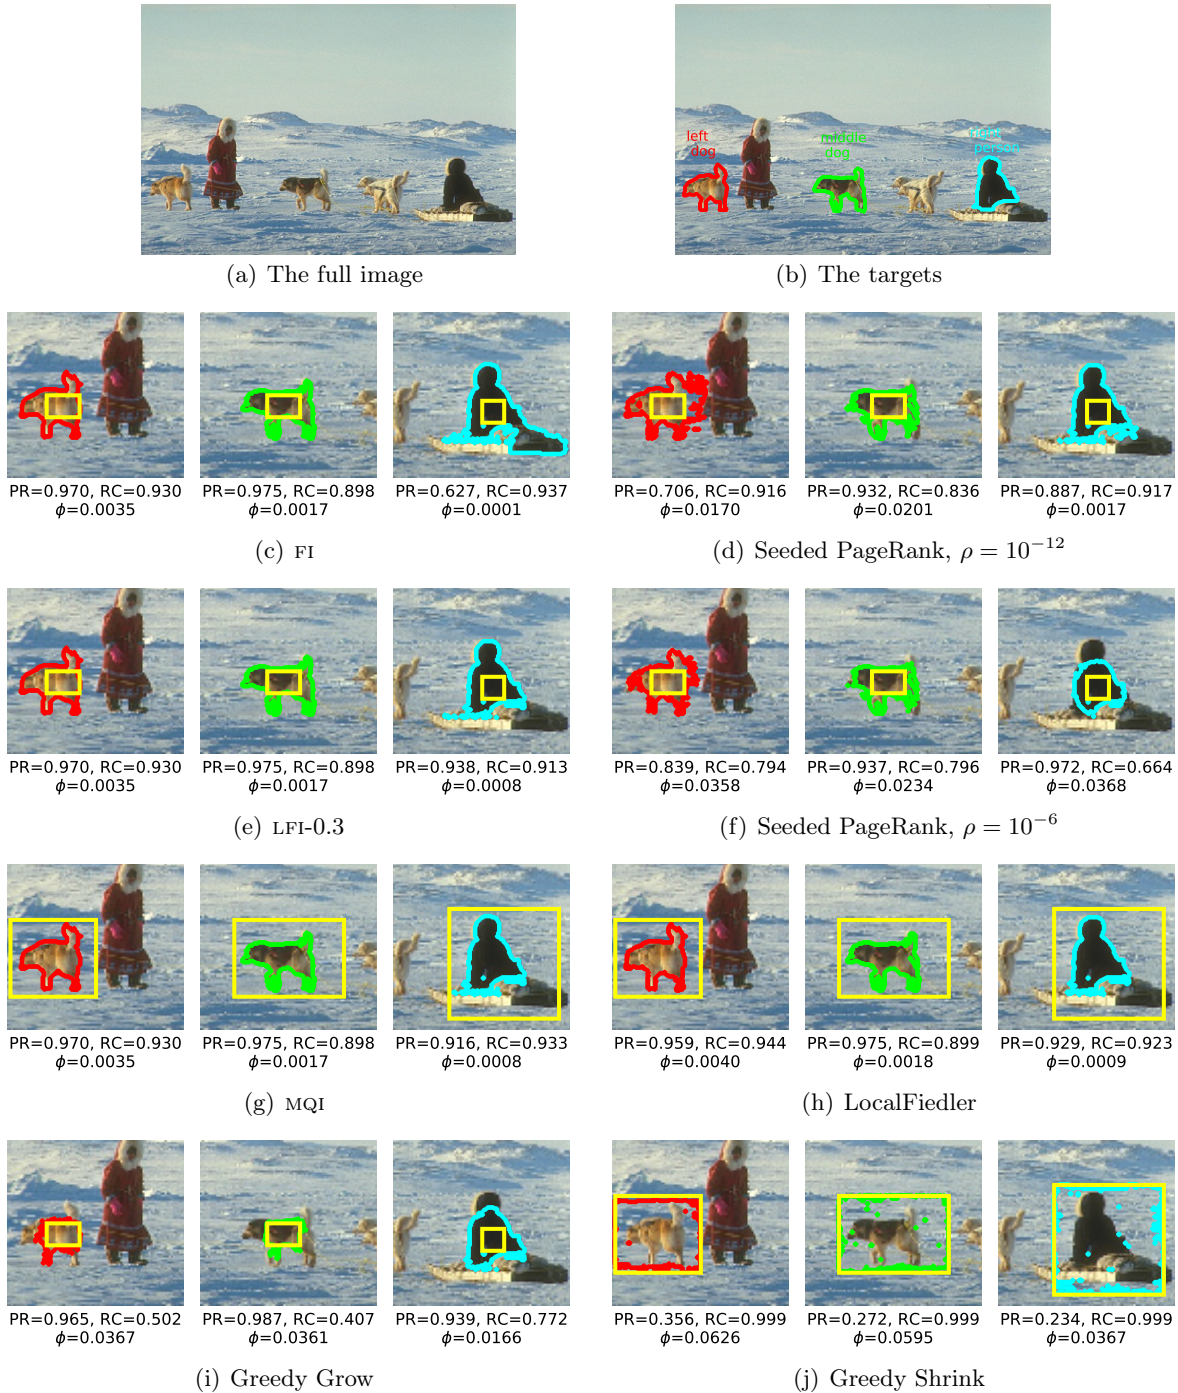 left
dog
middle
dog
right
person
(a) The full image
(b) The targets
PR=0.970, RC=0.930
ϕ=0.0035
PR=0.975, RC=0.898
ϕ=0.0017
PR=0.627, RC=0.937
ϕ=0.0001
(c) FI
PR=0.706, RC=0.916
ϕ=0.0170
PR=0.932, RC=0.836
ϕ=0.0201
PR=0.887, RC=0.917
ϕ=0.0017
(d) Seeded PageRank, ρ = 10⁻¹²
PR=0.970, RC=0.930
ϕ=0.0035
PR=0.975, RC=0.898
ϕ=0.0017
PR=0.938, RC=0.913
ϕ=0.0008
(e) LFI-0.3
PR=0.839, RC=0.794
ϕ=0.0358
PR=0.937, RC=0.796
ϕ=0.0234
PR=0.972, RC=0.664
ϕ=0.0368
(f) Seeded PageRank, ρ = 10⁻⁶
PR=0.970, RC=0.930
ϕ=0.0035
PR=0.975, RC=0.898
ϕ=0.0017
PR=0.916, RC=0.933
ϕ=0.0008
(g) MQI
PR=0.959, RC=0.944
ϕ=0.0040
PR=0.975, RC=0.899
ϕ=0.0018
PR=0.929, RC=0.923
ϕ=0.0009
(h) LocalFiedler
PR=0.965, RC=0.502
ϕ=0.0367
PR=0.987, RC=0.407
ϕ=0.0361
PR=0.939, RC=0.772
ϕ=0.0166
(i) Greedy Grow
PR=0.356, RC=0.999
ϕ=0.0626
PR=0.272, RC=0.999
ϕ=0.0595
PR=0.234, RC=0.999
ϕ=0.0367
(j) Greedy Shrink